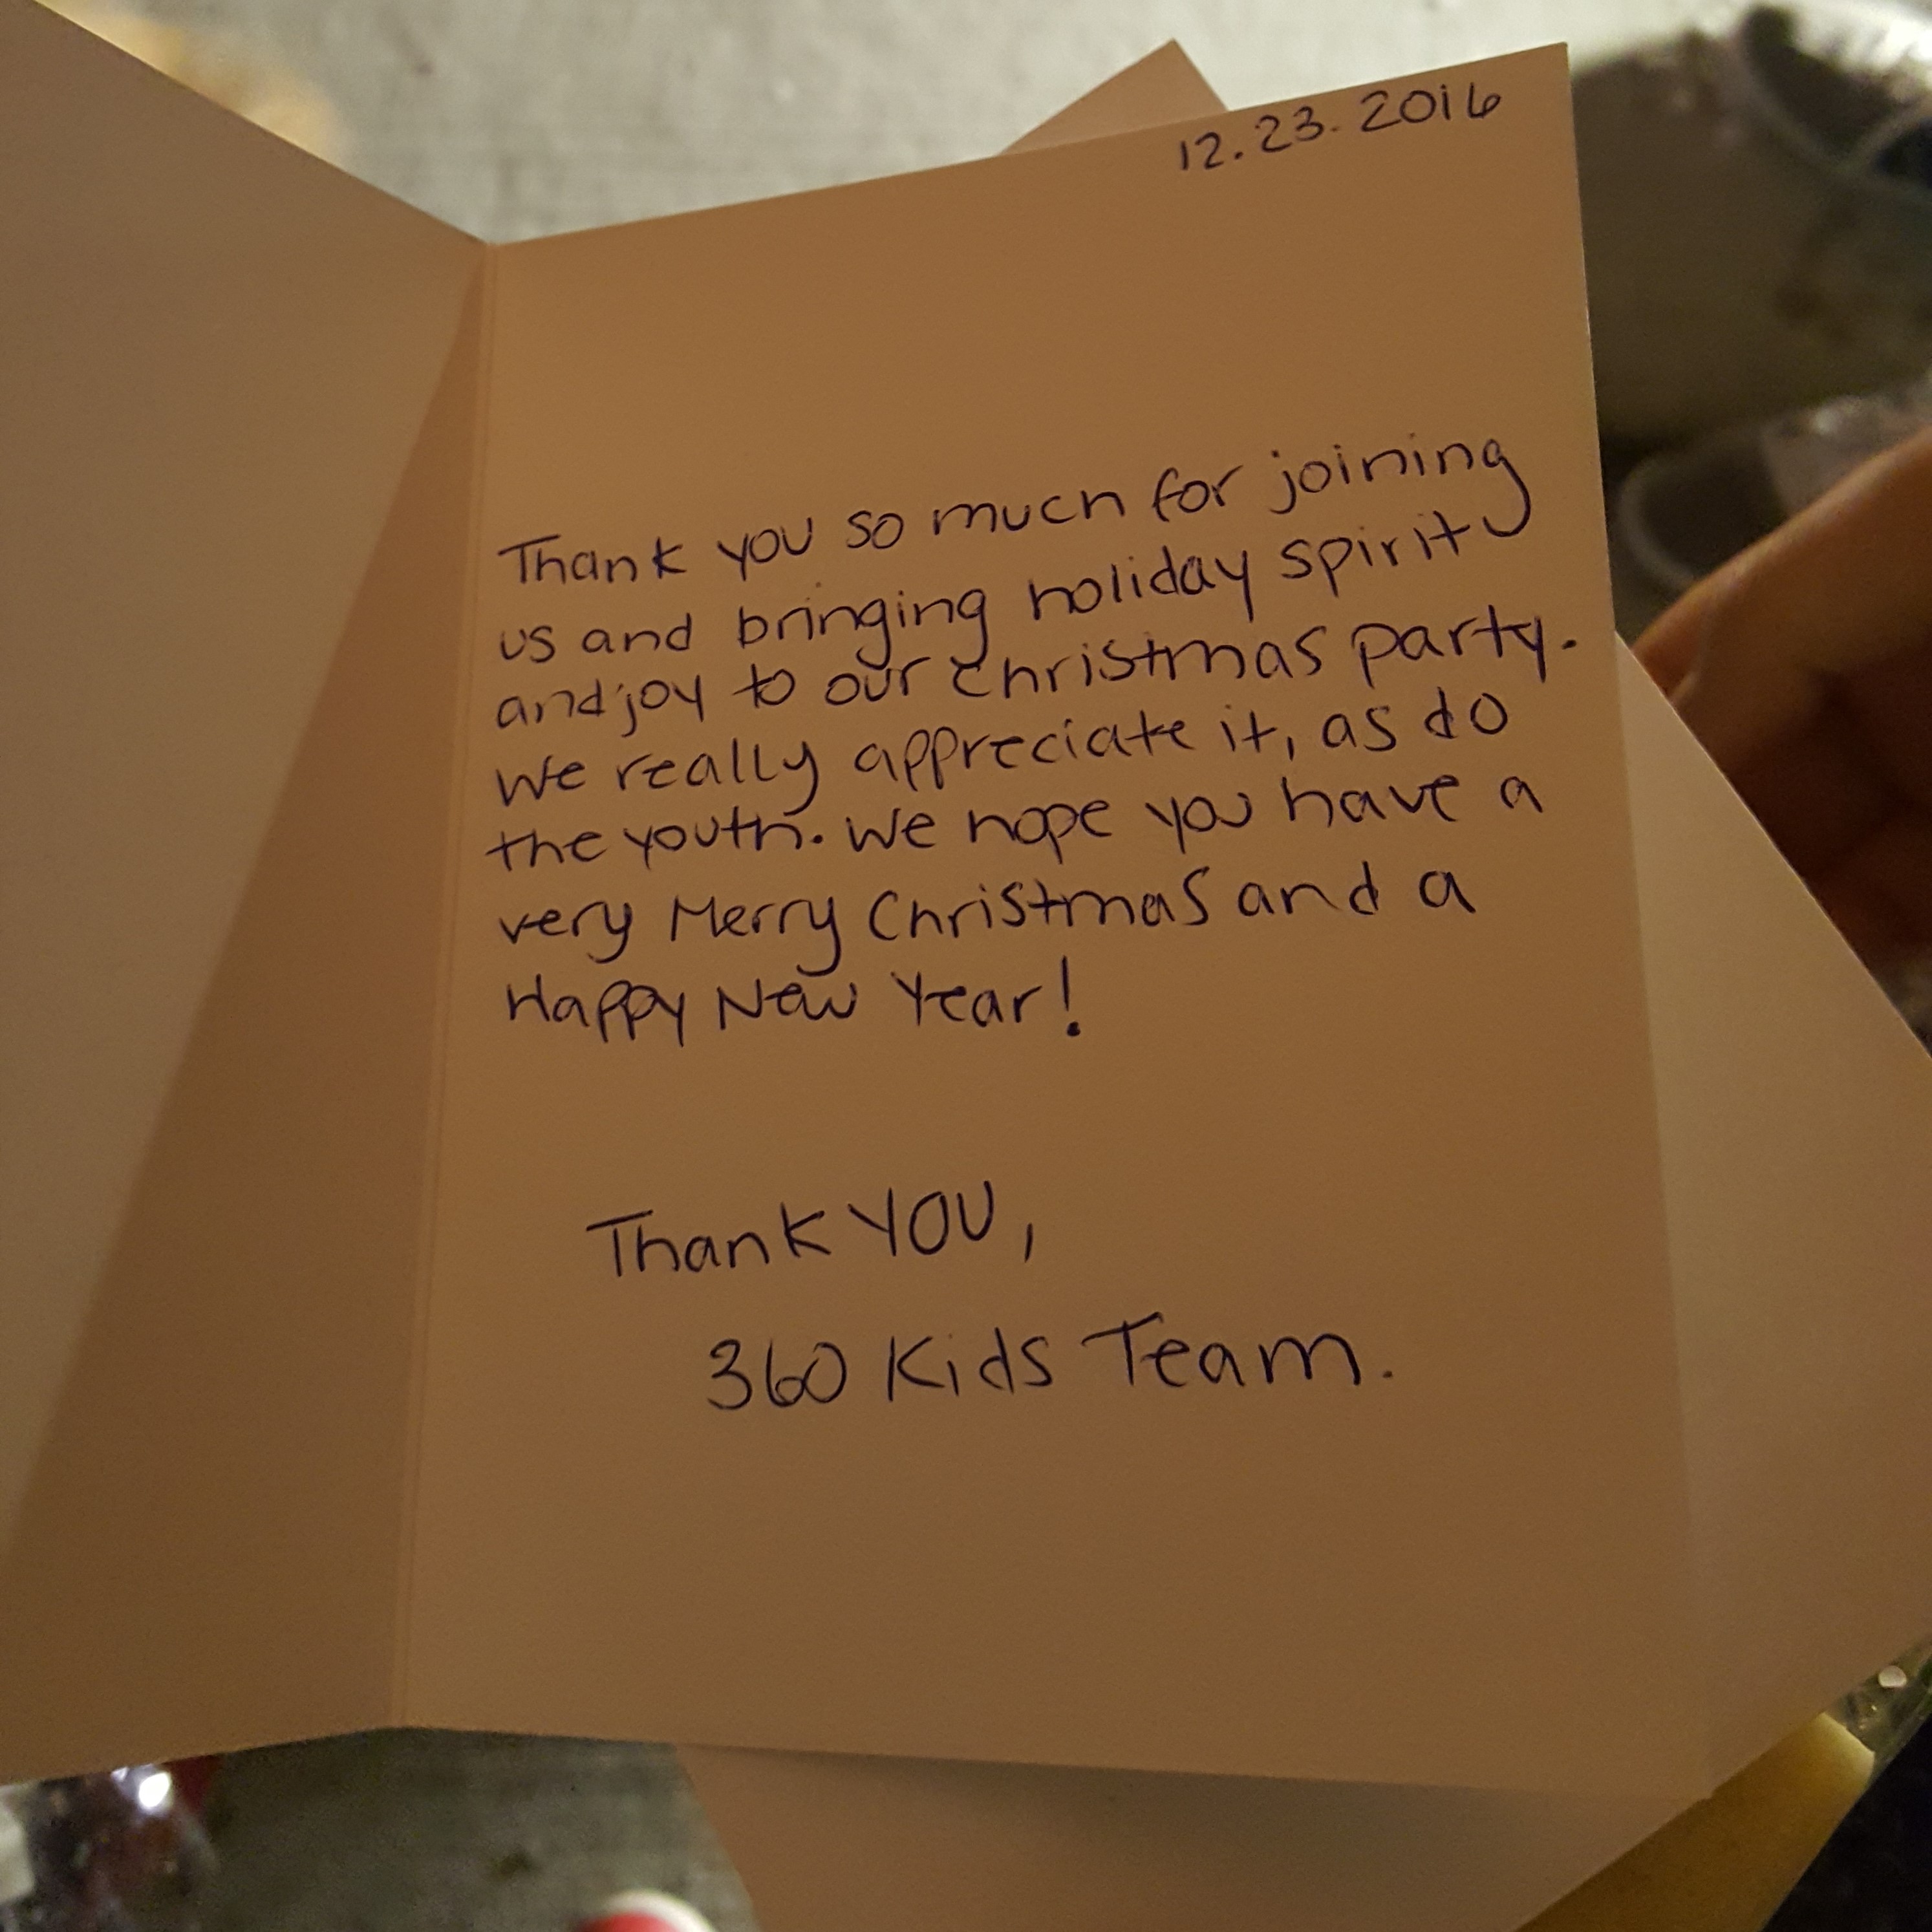 12.23.2016
Thank you so much for joining
us and bringing holiday spirit
and joy to our Christmas party.
We really appreciate it, as do
the youth. We hope you have a
very Merry Christmas and a
Happy New Year!
Thank YOU,
360 Kids Team.